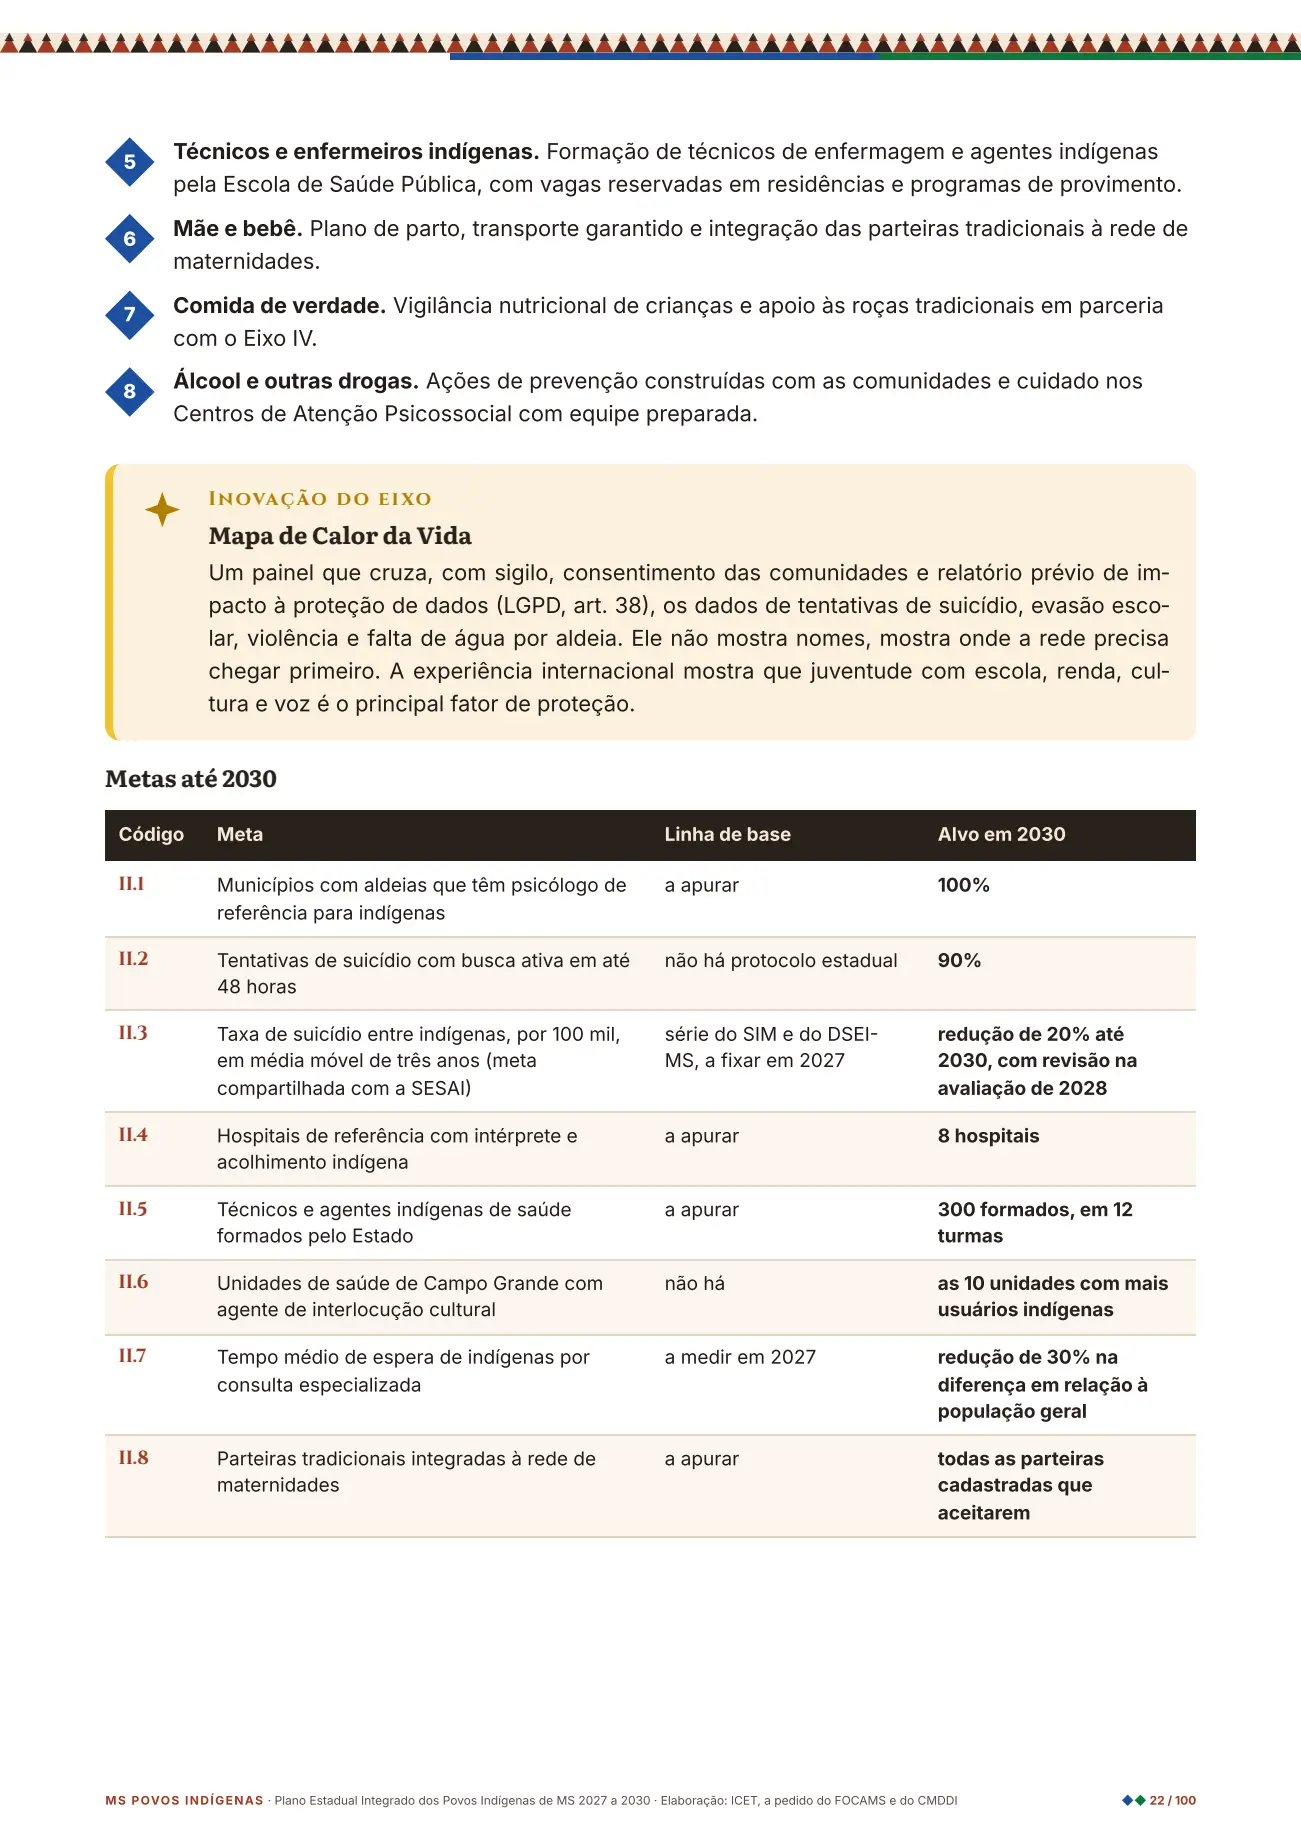 5
Técnicos e enfermeiros indígenas. Formação de técnicos de enfermagem e agentes indígenas
pela Escola de Saúde Pública, com vagas reservadas em residências e programas de provimento.
6
Mãe e bebê. Plano de parto, transporte garantido e integração das parteiras tradicionais à rede de
maternidades.
7
Comida de verdade. Vigilância nutricional de crianças e apoio às roças tradicionais em parceria
com o Eixo IV.
8
Álcool e outras drogas. Ações de prevenção construídas com as comunidades e cuidado nos
Centros de Atenção Psicossocial com equipe preparada.
Inovação do eixo
Mapa de Calor da Vida
Um painel que cruza, com sigilo, consentimento das comunidades e relatório prévio de im-
pacto à proteção de dados (LGPD, art. 38), os dados de tentativas de suicídio, evasão esco-
lar, violência e falta de água por aldeia. Ele não mostra nomes, mostra onde a rede precisa
chegar primeiro. A experiência internacional mostra que juventude com escola, renda, cul-
tura e voz é o principal fator de proteção.
Metas até 2030
Código Meta Linha de base Alvo em 2030
II.1 Municípios com aldeias que têm psicólogo de a apurar 100%
referência para indígenas
II.2 Tentativas de suicídio com busca ativa em até não há protocolo estadual 90%
48 horas
II.3 Taxa de suicídio entre indígenas, por 100 mil, série do SIM e do DSEI- redução de 20% até
em média móvel de três anos (meta MS, a fixar em 2027 2030, com revisão na
compartilhada com a SESAI) avaliação de 2028
II.4 Hospitais de referência com intérprete e a apurar 8 hospitais
acolhimento indígena
II.5 Técnicos e agentes indígenas de saúde a apurar 300 formados, em 12
formados pelo Estado turmas
II.6 Unidades de saúde de Campo Grande com não há as 10 unidades com mais
agente de interlocução cultural usuários indígenas
II.7 Tempo médio de espera de indígenas por a medir em 2027 redução de 30% na
consulta especializada diferença em relação à
população geral
II.8 Parteiras tradicionais integradas à rede de a apurar todas as parteiras
maternidades cadastradas que
aceitarem
MS POVOS INDÍGENAS · Plano Estadual Integrado dos Povos Indígenas de MS 2027 a 2030 · Elaboração: ICET, a pedido do FOCAMS e do CMDDI 22 / 100